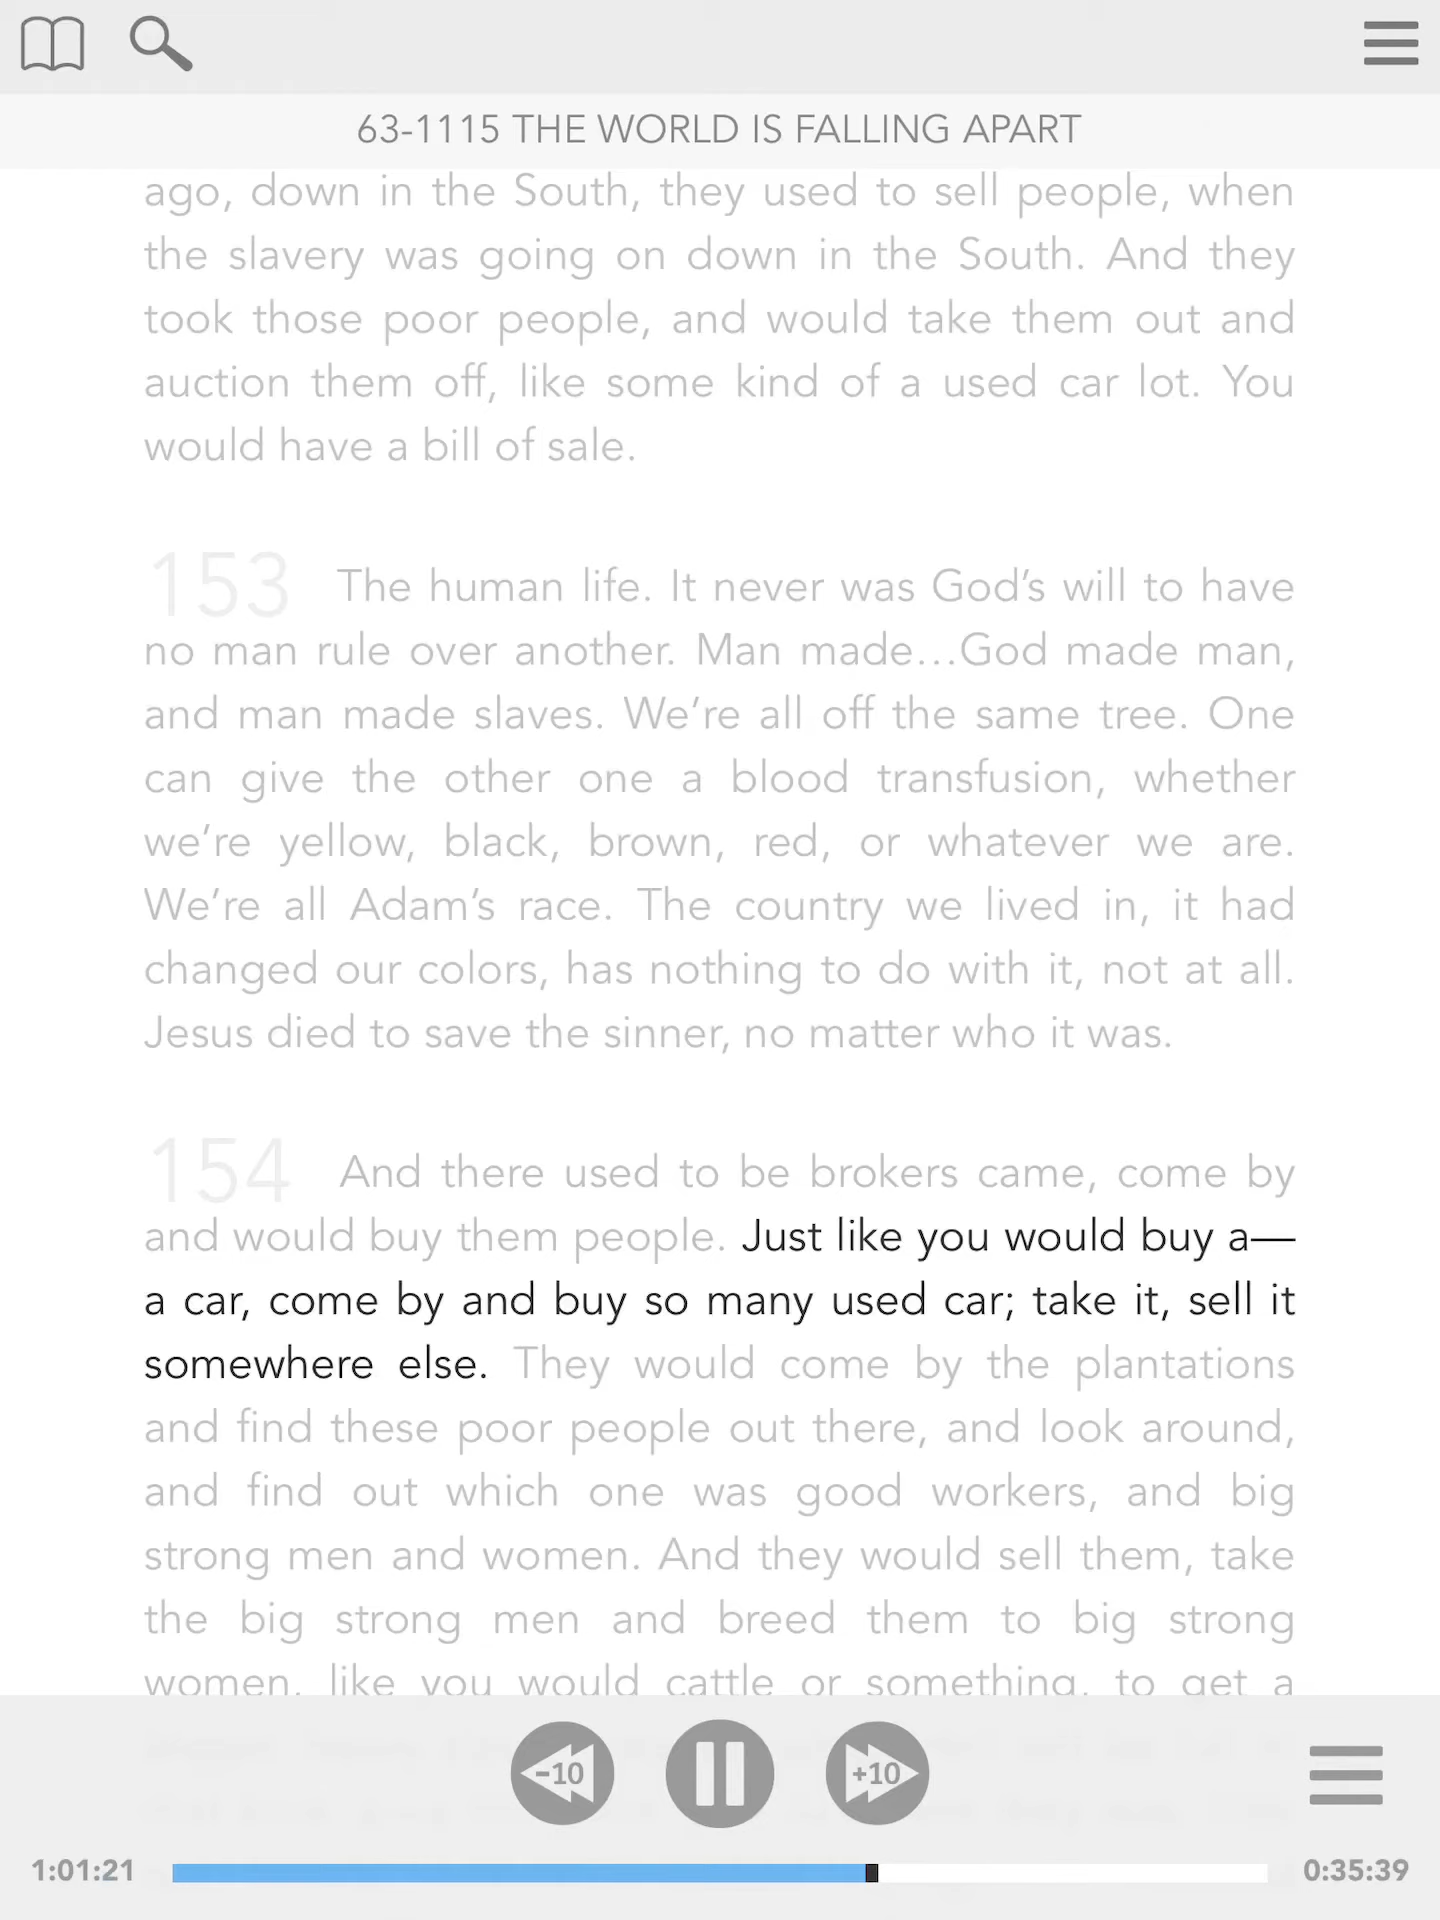 63-1115 THE WORLD IS FALLING APART
ago, down in the South, they used to sell people, when
the slavery was going on down in the South. And they
took those poor people, and would take them out and
auction them off, like some kind of a used car lot. You
would have a bill of sale.
153 The human life. It never was God’s will to have
no man rule over another. Man made…God made man,
and man made slaves. We’re all off the same tree. One
can give the other one a blood transfusion, whether
we’re yellow, black, brown, red, or whatever we are.
We’re all Adam’s race. The country we lived in, it had
changed our colors, has nothing to do with it, not at all.
Jesus died to save the sinner, no matter who it was.
154 And there used to be brokers came, come by
and would buy them people. Just like you would buy a—
a car, come by and buy so many used car; take it, sell it
somewhere else. They would come by the plantations
and find these poor people out there, and look around,
and find out which one was good workers, and big
strong men and women. And they would sell them, take
the big strong men and breed them to big strong
women, like you would cattle or something, to get a
-10
+10
1:01:21
0:35:39